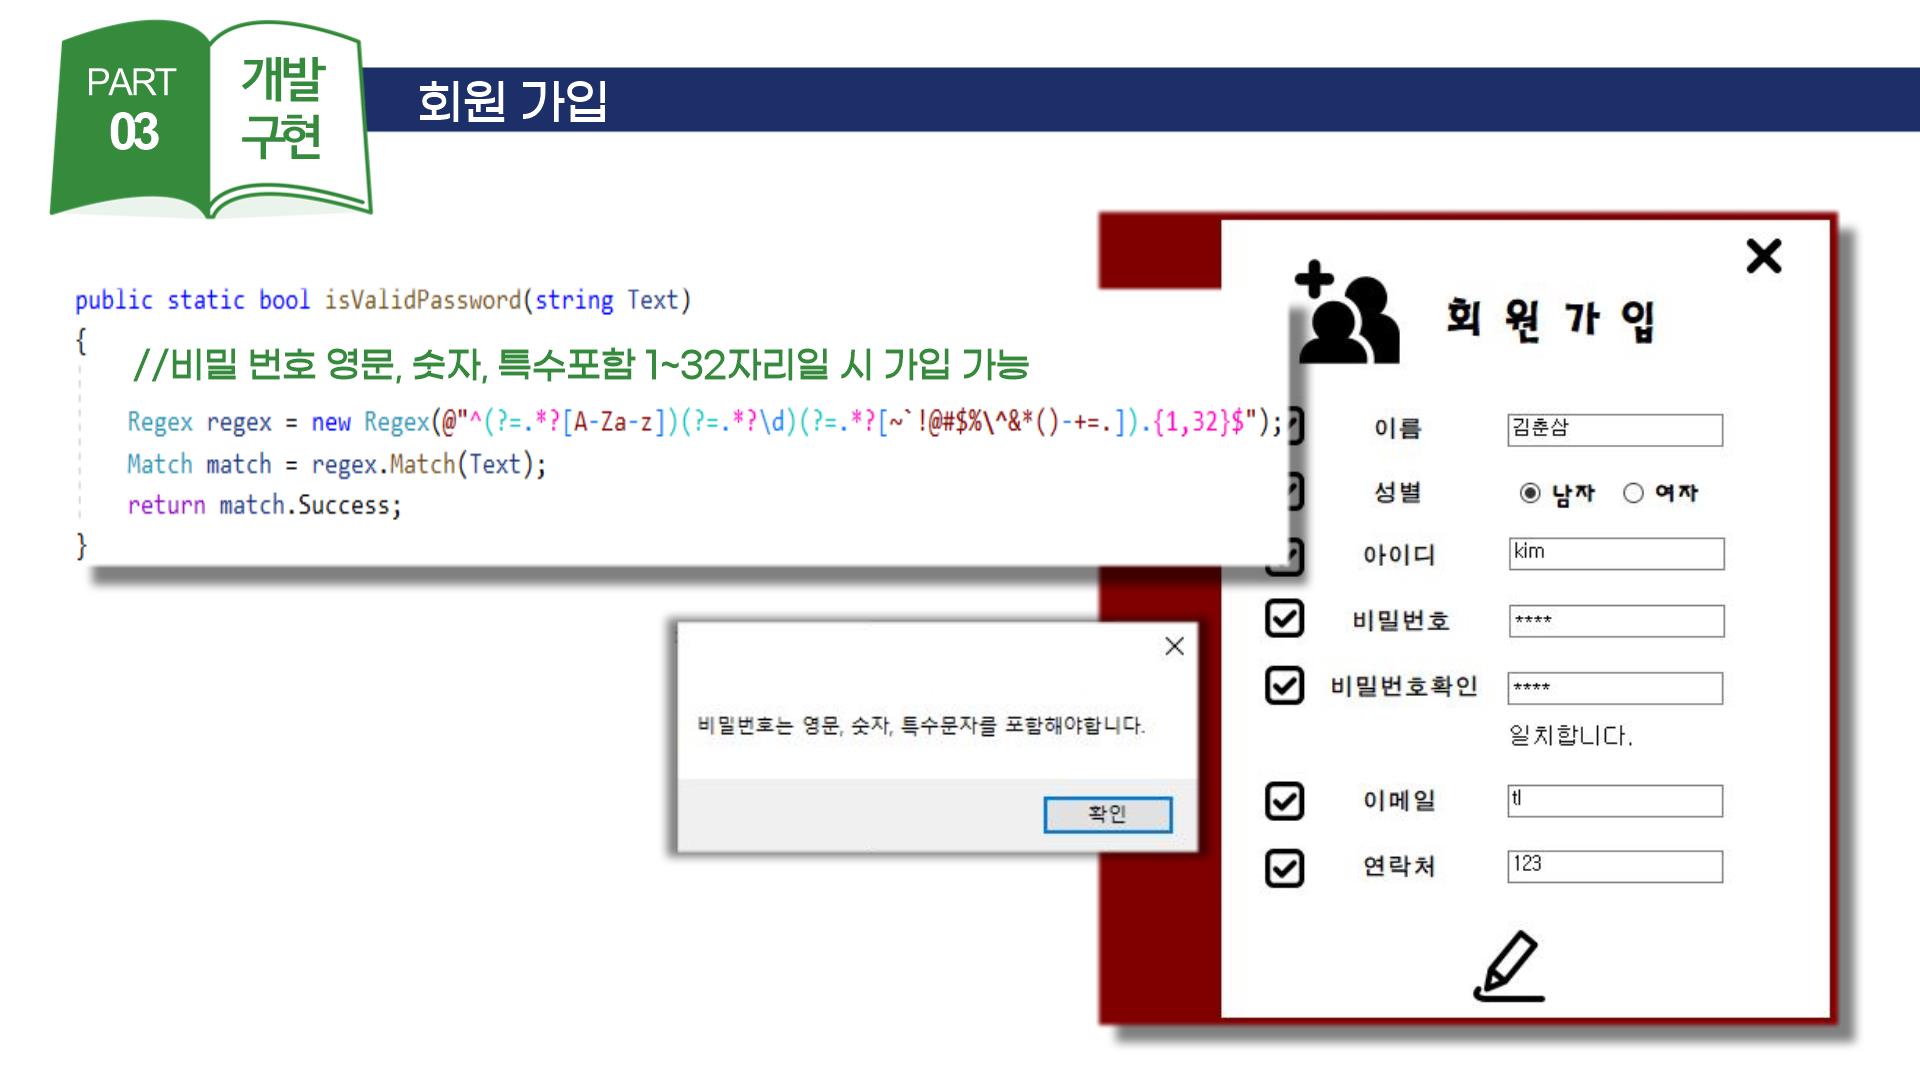 PART
03
개발
구현
회원 가입
public static bool isValidPassword(string Text)
{
//비밀 번호 영문, 숫자, 특수포함 1~32자리일 시 가입 가능
Regex regex = new Regex(@"^(?=.*?[A-Za-z])(?=.*?\d)(?=.*?[~`!@#$%\^&*()-+=.]).{1,32}$");
Match match = regex.Match(Text);
return match.Success;
}
비밀번호는 영문, 숫자, 특수문자를 포함해야합니다.
확인
회 원 가 입
이름 김춘삼
성별 남자 여자
아이디 kim
비밀번호 ****
비밀번호확인 ****
일치합니다.
이메일 tl
연락처 123